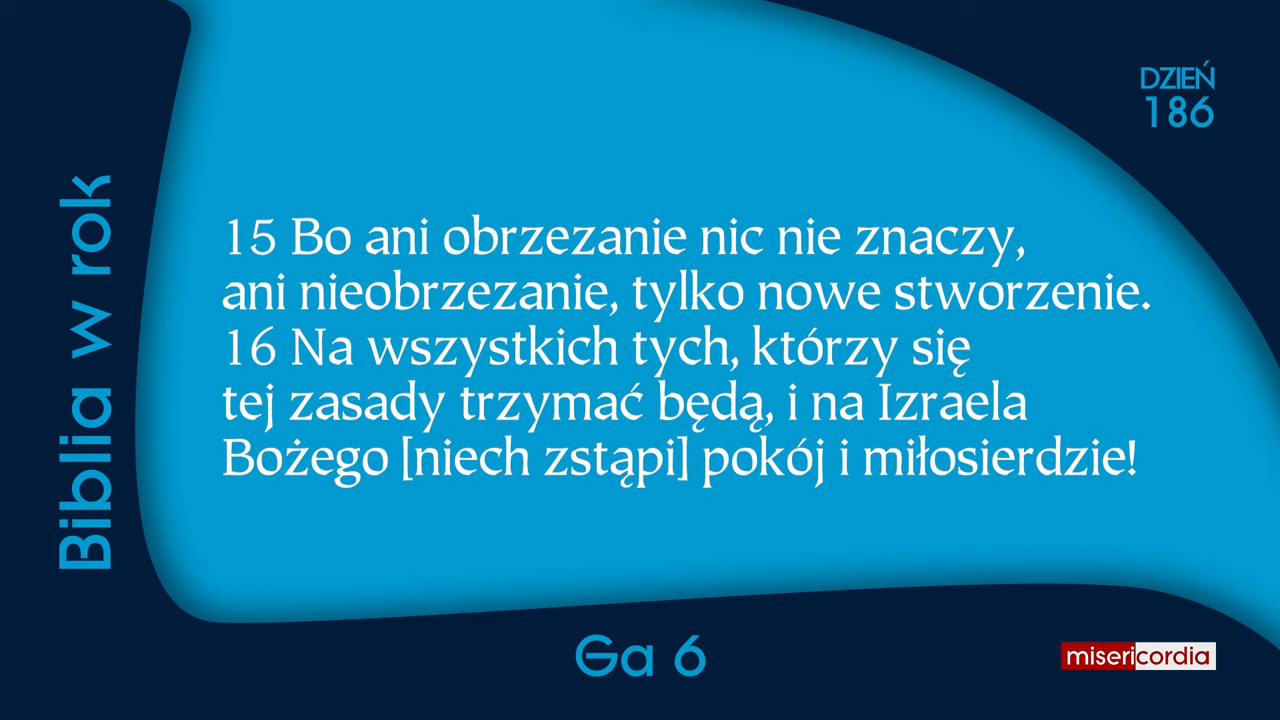 Biblia w rok
DZIEŃ
186
15 Bo ani obrzezanie nic nie znaczy,
ani nieobrzezanie, tylko nowe stworzenie.
16 Na wszystkich tych, którzy się
tej zasady trzymać będą, i na Izraela
Bożego [niech zstąpi] pokój i miłosierdzie!
Ga 6
misericordia